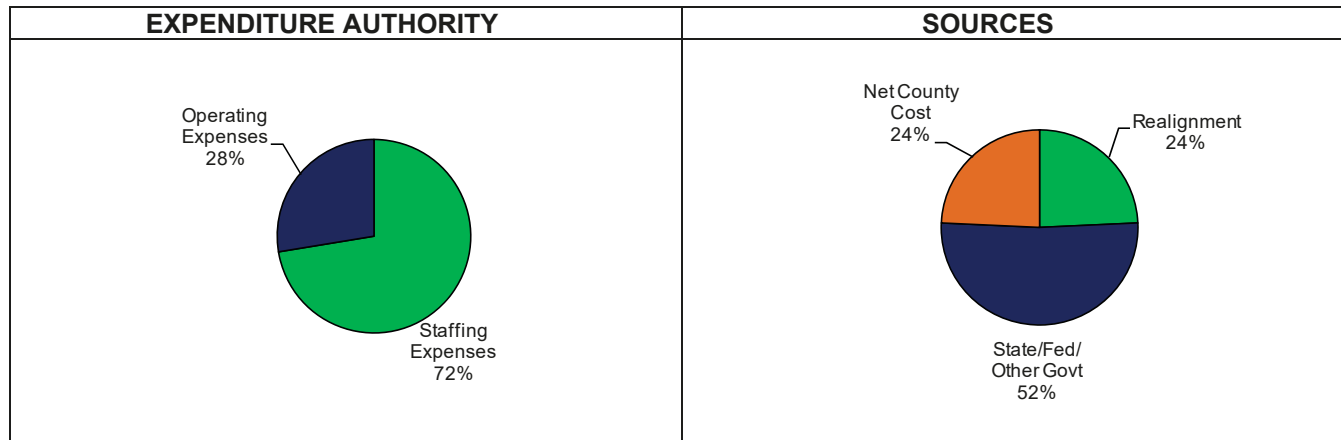 EXPENDITURE AUTHORITY
Operating
Expenses
28%
Staffing
Expenses
72%
SOURCES
Net County
Cost
24%
Realignment
24%
State/Fed/
Other Govt
52%